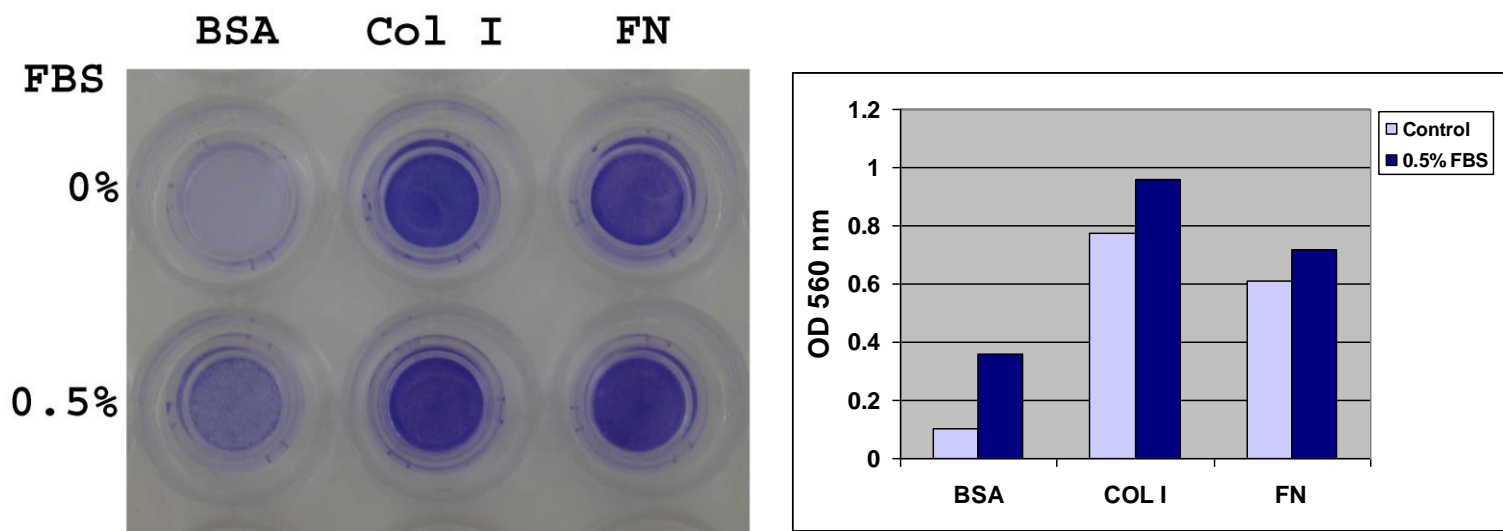 BSA Col I FN
FBS
0%
0.5%
1.2
1
0.8
0.6
0.4
0.2
0
OD 560 nm
BSA COL I FN
Control
0.5% FBS